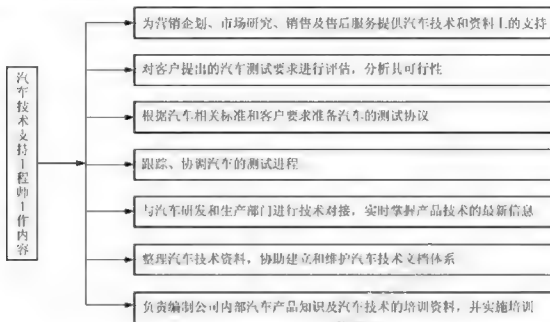 汽车技术支持工程师工作内容
为营销企划、市场研究、销售及售后服务提供汽车技术和资料上的支持
对客户提出的汽车测试要求进行评估，分析其可行性
根据汽车相关标准和客户要求准备汽车的测试协议
跟踪、协调汽车的测试进程
与汽车研发和生产部门进行技术对接，实时掌握产品技术的最新信息
整理汽车技术资料，协助建立和维护汽车技术文档体系
负责编制公司内部汽车产品知识及汽车技术的培训资料，并实施培训